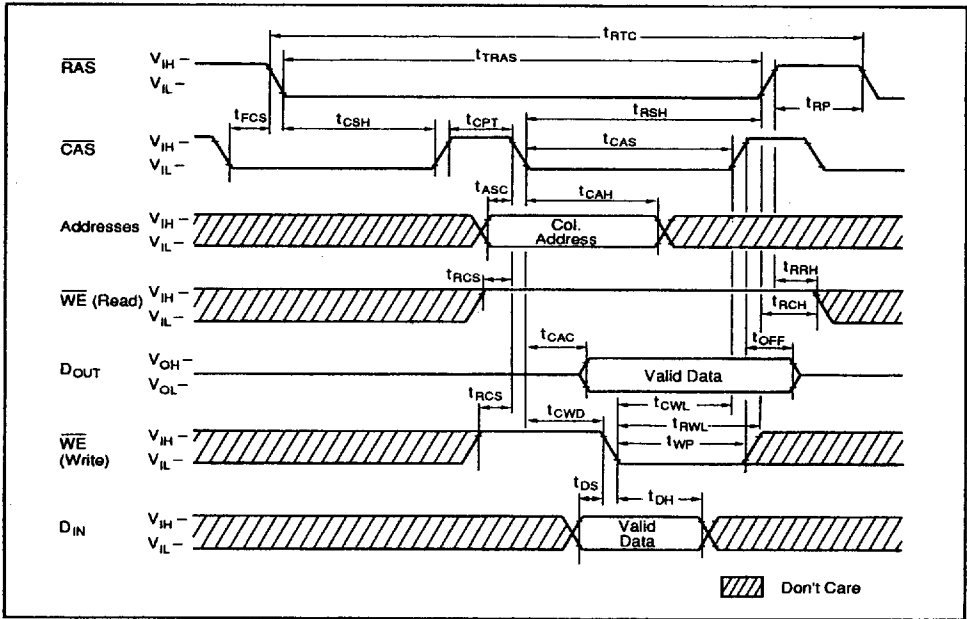 tRTC
RAS VIH –
tTRAS
VIL –
tRP
tFCS tCSH tCPT tRSH
CAS VIH –
tCAS
VIL –
tASC tCAH
Addresses VIH –
Col.
Address
VIL –
tRCS tRRH
WE (Read) VIH –
tRCH
VIL –
tCAC tOFF
DOUT VOH –
Valid Data
VOL –
tRCS tCWD tCWL
tRWL
WE
(Write) VIH –
tWP
VIL –
tDS tDH
DIN VIH –
Valid
Data
VIL –
Don't Care